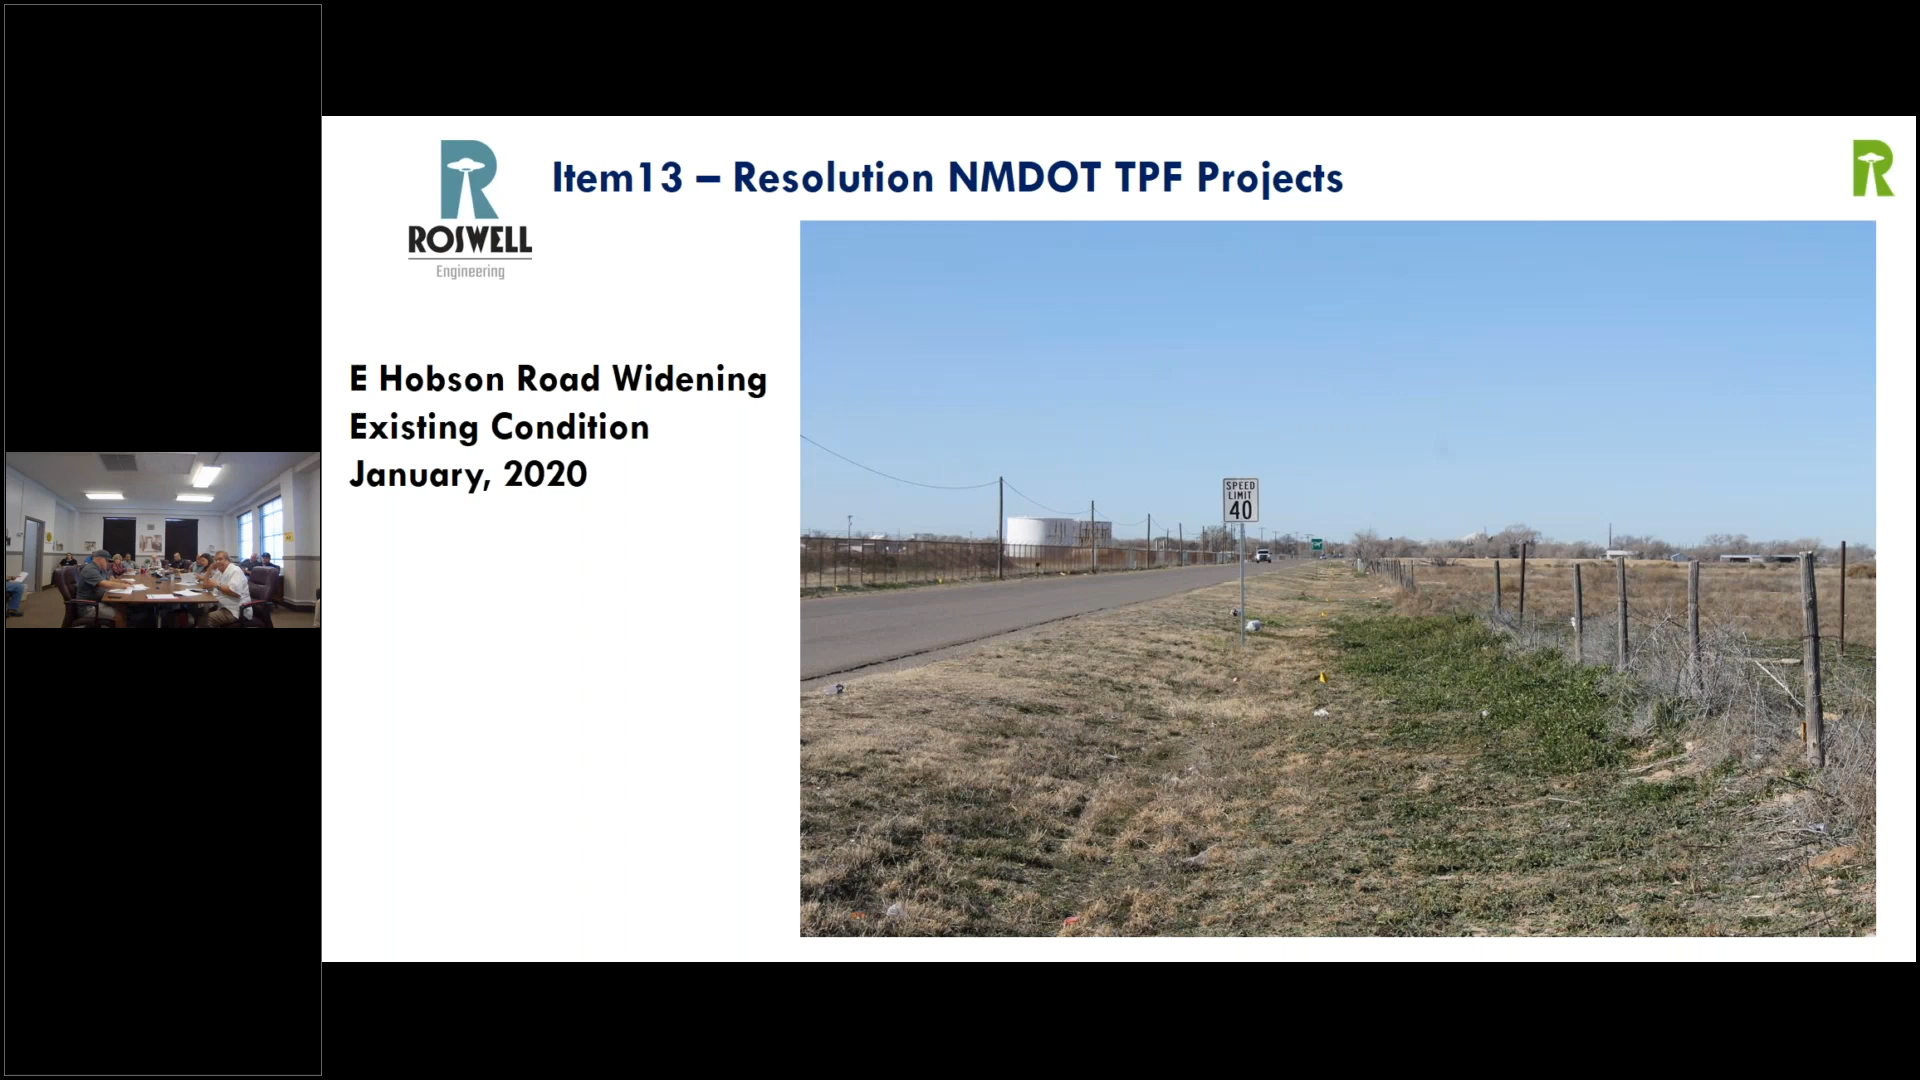 Item13 – Resolution NMDOT TPF Projects
R
R
ROSWELL
Engineering
E Hobson Road Widening
Existing Condition
January, 2020
SPEED
LIMIT
40